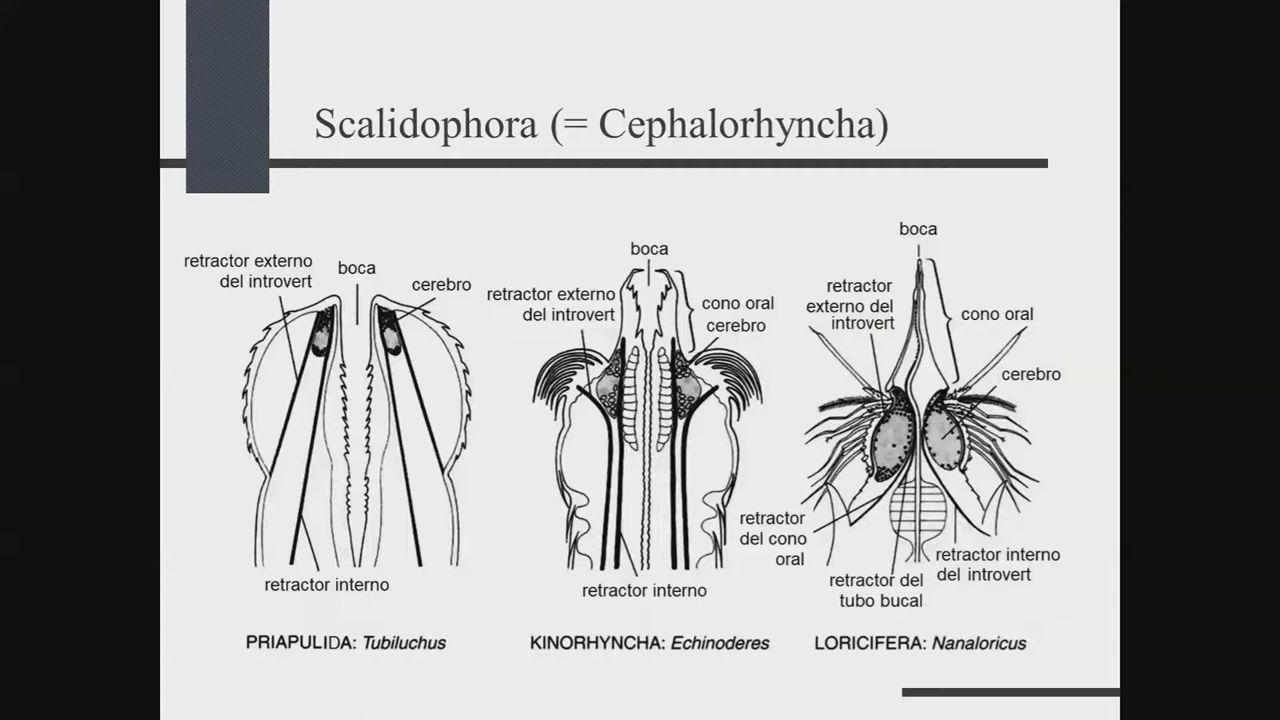 Scalidophora (= Cephalorhyncha)
retractor externo
del introvert
boca
cerebro
retractor interno
PRIAPULIDA: Tubiluchus
boca
retractor externo
del introvert
cono oral
cerebro
retractor interno
KINORHYNCHA: Echinoderes
boca
retractor
externo del
introvert
cono oral
cerebro
retractor
del cono
oral
retractor interno
del introvert
retractor del
tubo bucal
LORICIFERA: Nanaloricus